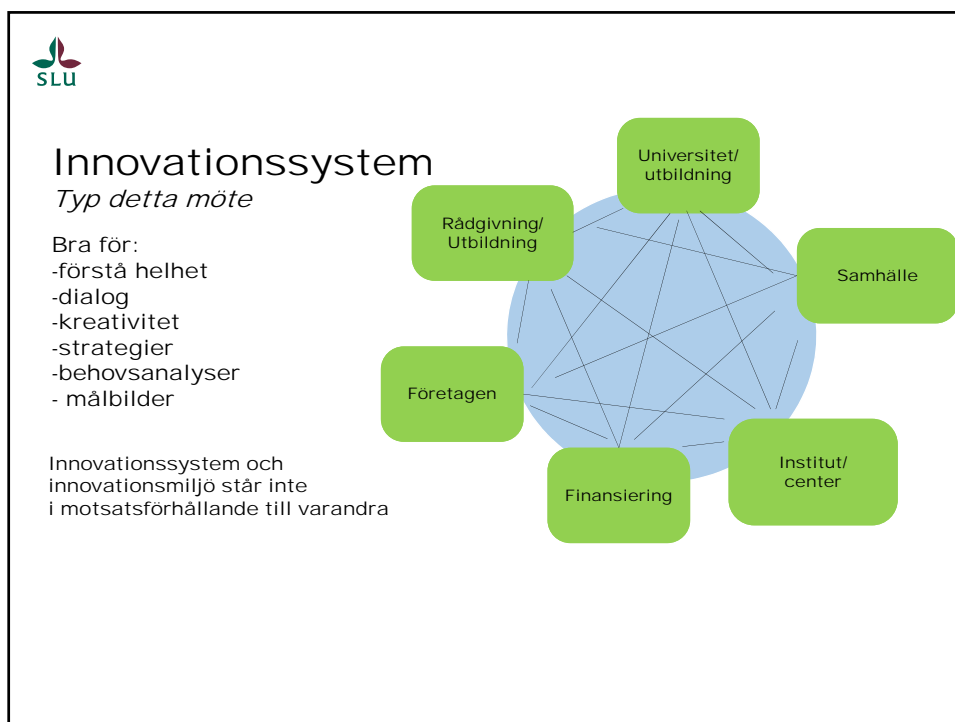 SLU
Innovationssystem
Typ detta möte
Bra för:
-förstå helhet
-dialog
-kreativitet
-strategier
-behovsanalyser
- målbilder
Innovationssystem och
innovationsmiljö står inte
i motsatsförhållande till varandra
Universitet/
utbildning
Rådgivning/
Utbildning
Samhälle
Företagen
Institut/
center
Finansiering